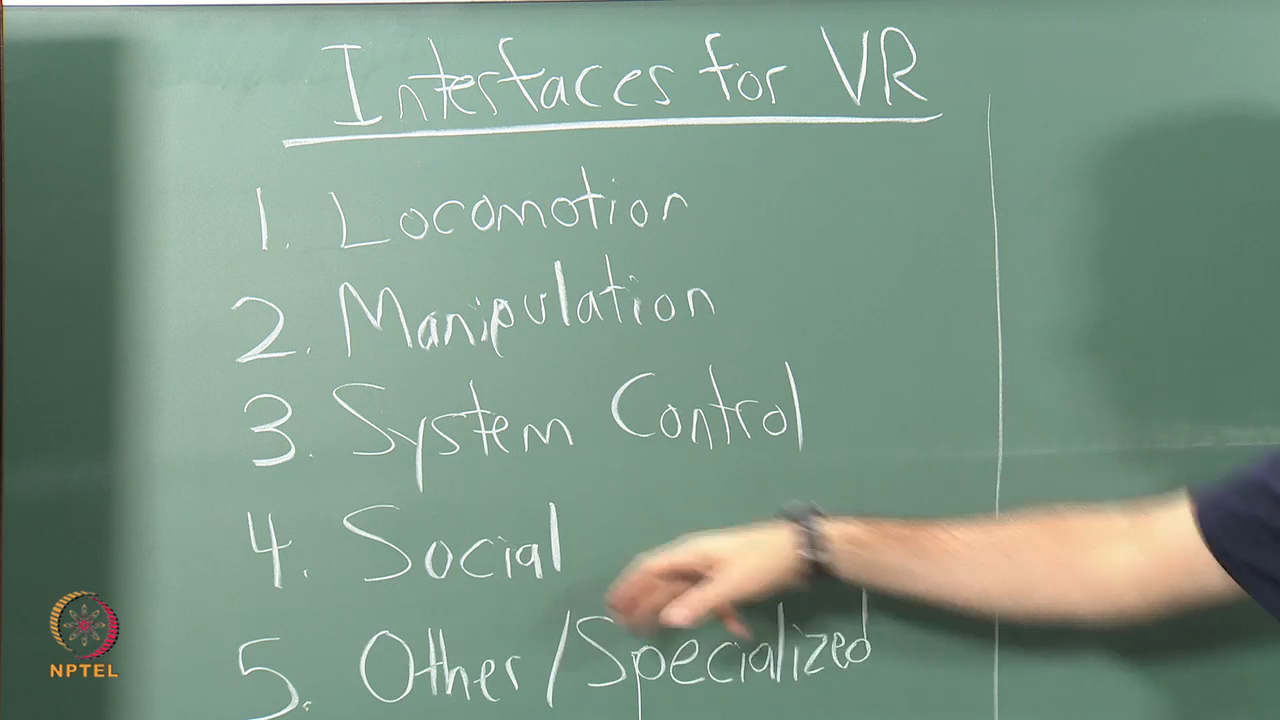 Interfaces for VR
1. Locomotion
2. Manipulation
3. System Control
4. Social
5. Other/Specialized
NPTEL